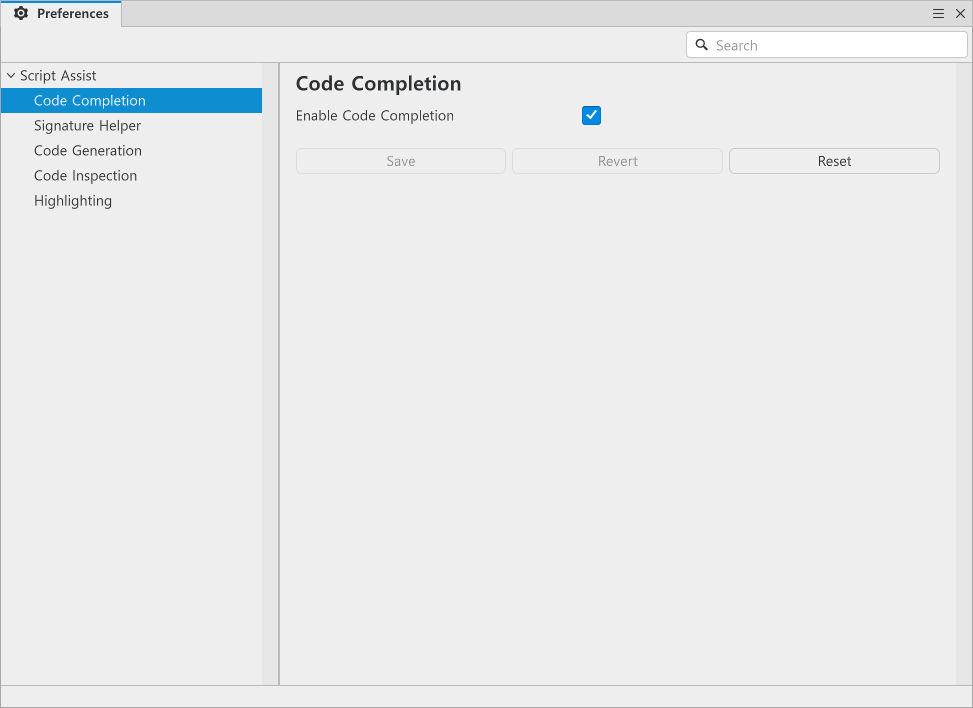 Preferences
Search
Script Assist
Code Completion
Signature Helper
Code Generation
Code Inspection
Highlighting
Code Completion
Enable Code Completion
Save
Revert
Reset